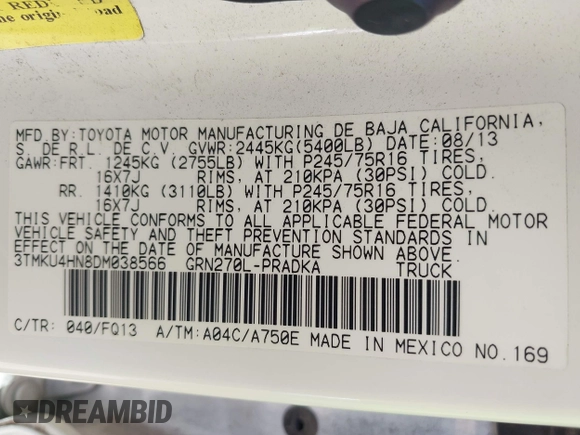 RED
the origi oad
MFD BY:TOYOTA MOTOR MANUFACTURING DE BAJA CALIFORNIA,
S. DE R.L. DE C.V. GVWR:2445KG(5400LB) DATE:08/13
GAWR:FRT. 1245KG (2755LB) WITH P245/75R16 TIRES,
16X7J RIMS, AT 210KPA (30PSI) COLD.
RR. 1410KG (3110LB) WITH P245/75R16 TIRES,
16X7J RIMS, AT 210KPA (30PSI) COLD.
THIS VEHICLE CONFORMS TO ALL APPLICABLE FEDERAL MOTOR
VEHICLE SAFETY AND THEFT PREVENTION STANDARDS IN
EFFECT ON THE DATE OF MANUFACTURE SHOWN ABOVE.
3TMKU4HN8DM038566 GRN270L-PRADKA TRUCK
C/TR: 040/FQ13 A/TM:A04C/A750E MADE IN MEXICO NO.169
DREAMBID